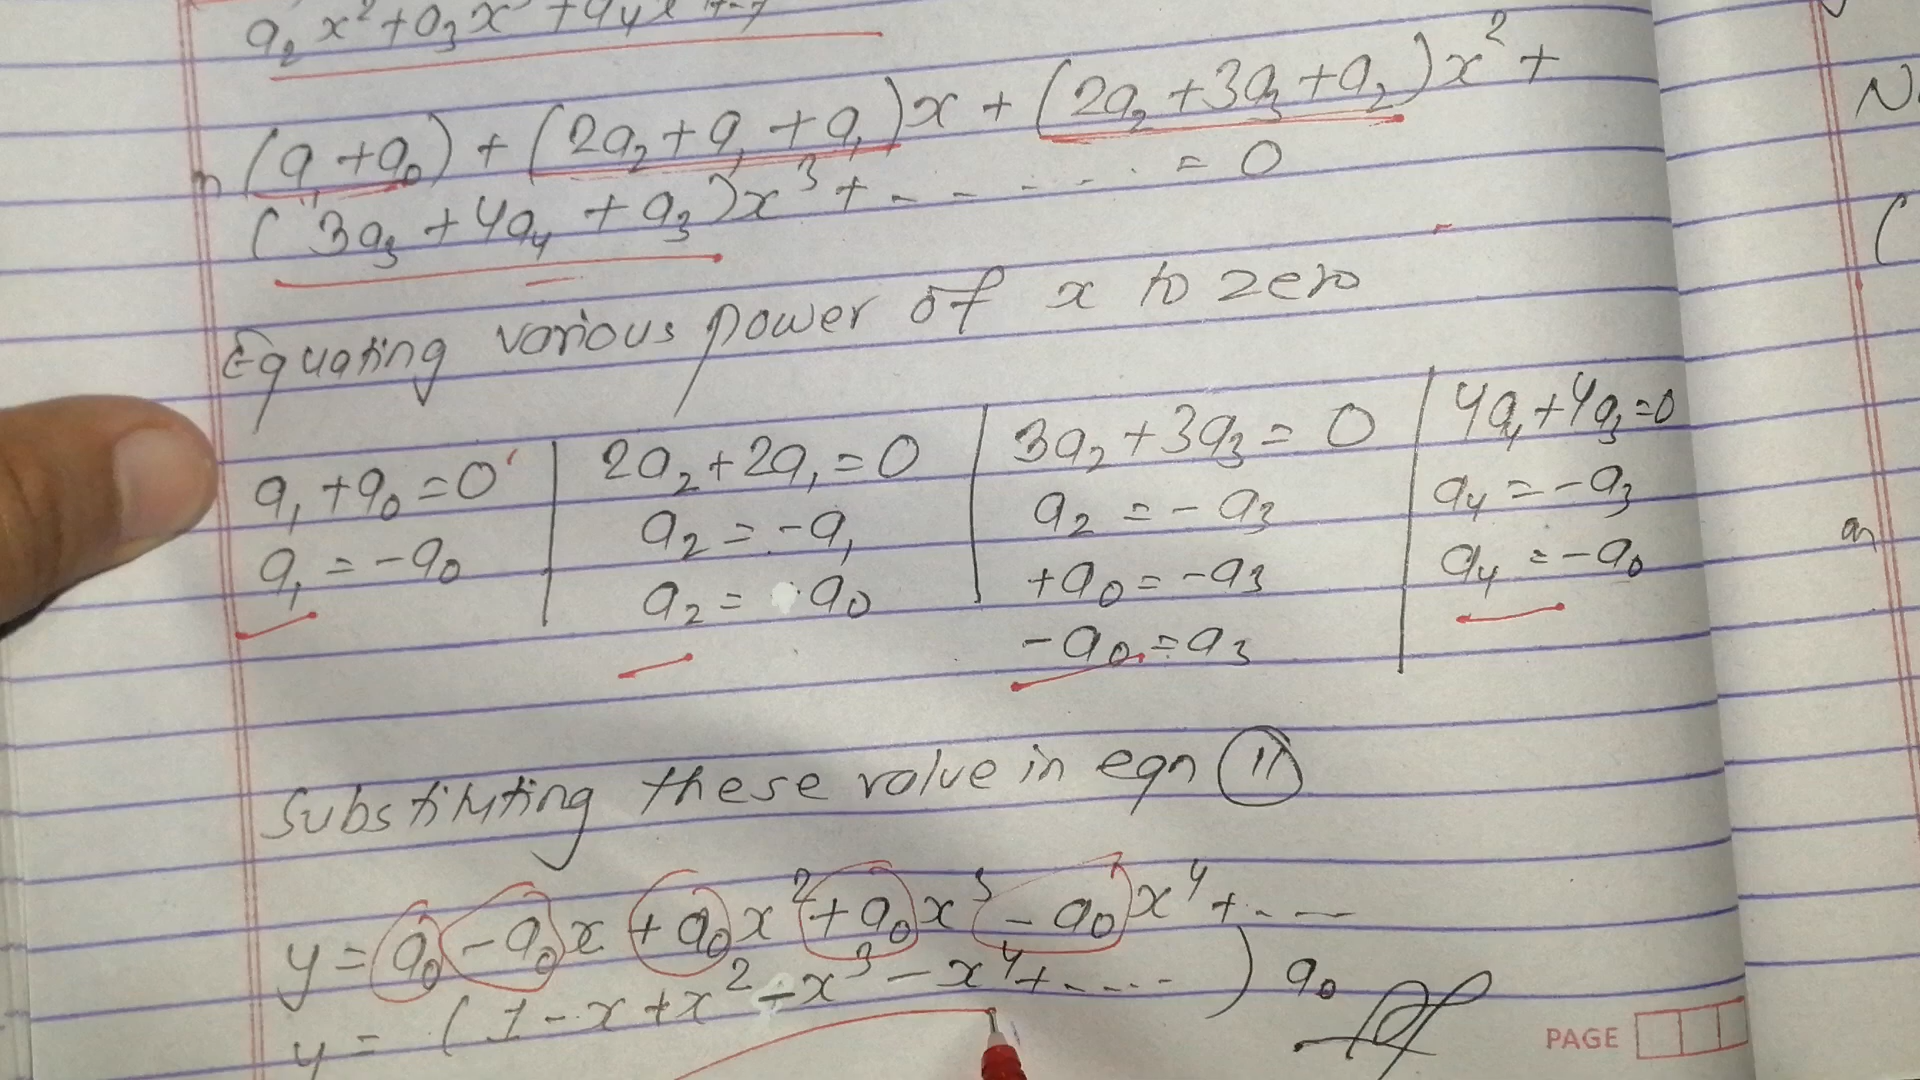 a₂x²+a₃x³+a₄x⁴+--
(a₁+a₀) + (2a₂+a₁+a₁)x + (2a₂+3a₃+a₂)x² +
(3a₃+4a₄+a₃)x³+ - - - - - . = 0
Equating various power of x to zero
a₁+a₀=0 | 2a₂+2a₁=0 | 3a₂+3a₃=0 | 4a₄+4a₃=0
a₁=-a₀ | a₂=-a₁ | a₂=-a₃ | a₄=-a₃
a₂= a₀ | +a₀=-a₃ | a₄=-a₀
-a₀=a₃
Substituting these value in eqn (11)
y=a₀-a₀x+a₀x²+a₀x³-a₀x⁴+- --
y= (1-x+x²-x³-x⁴+----) a₀
PAGE